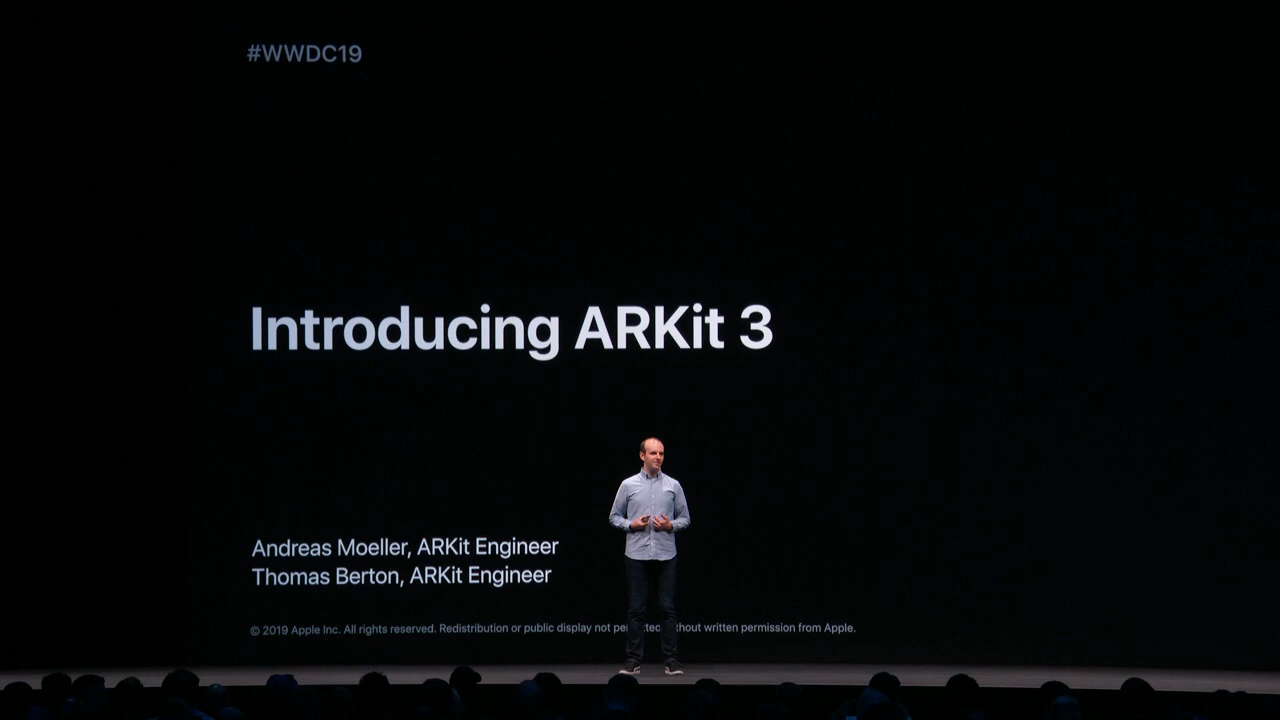 #WWDC19
Introducing ARKit 3
Andreas Moeller, ARKit Engineer
Thomas Berton, ARKit Engineer
© 2019 Apple Inc. All rights reserved. Redistribution or public display not without written permission from Apple.